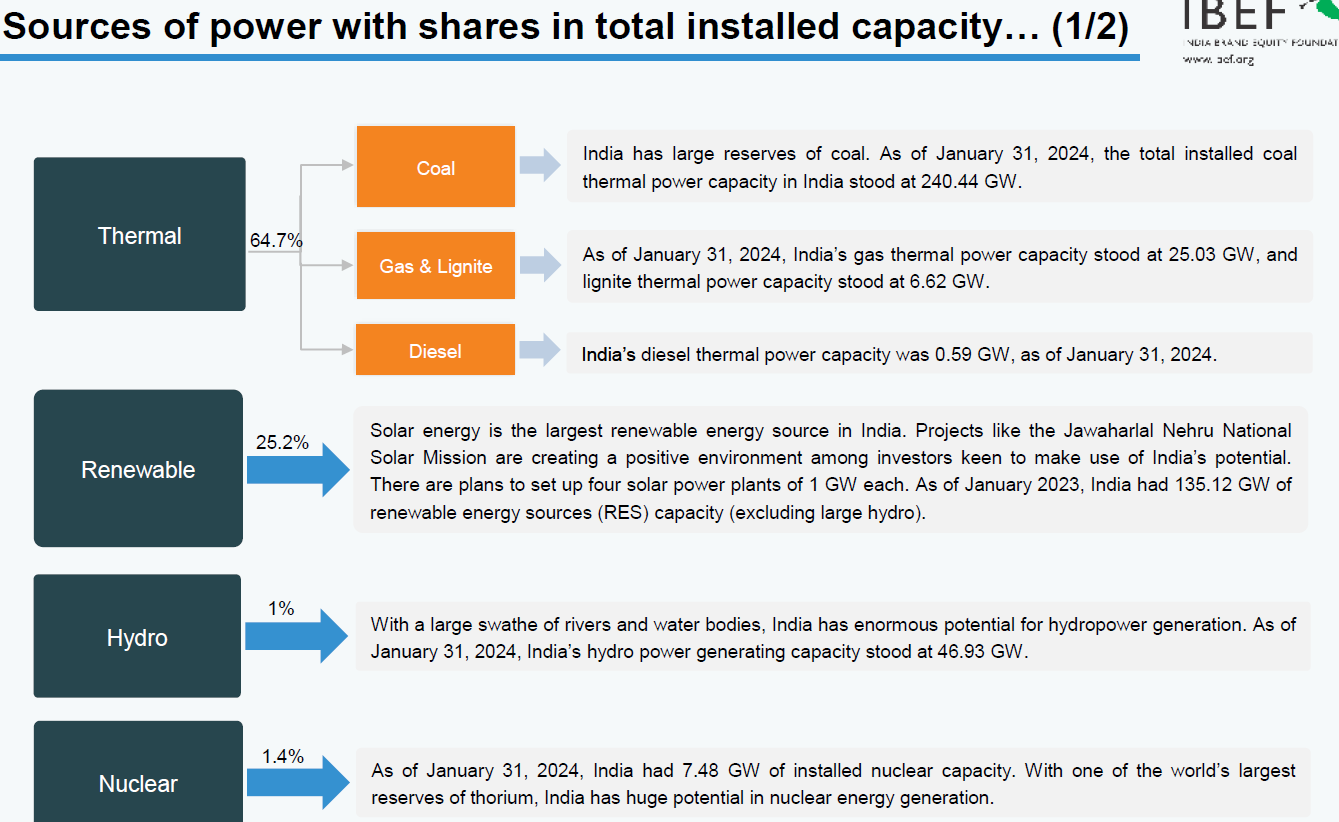 Sources of power with shares in total installed capacity… (1/2)
IBEF
INDIA BRAND EQUITY FOUNDAT
www.
Thermal
64.7%
Coal
India has large reserves of coal. As of January 31, 2024, the total installed coal
thermal power capacity in India stood at 240.44 GW.
Gas & Lignite
As of January 31, 2024, India’s gas thermal power capacity stood at 25.03 GW, and
lignite thermal power capacity stood at 6.62 GW.
Diesel
India’s diesel thermal power capacity was 0.59 GW, as of January 31, 2024.
Renewable
25.2%
Solar energy is the largest renewable energy source in India. Projects like the Jawaharlal Nehru National
Solar Mission are creating a positive environment among investors keen to make use of India’s potential.
There are plans to set up four solar power plants of 1 GW each. As of January 2023, India had 135.12 GW of
renewable energy sources (RES) capacity (excluding large hydro).
Hydro
1%
With a large swathe of rivers and water bodies, India has enormous potential for hydropower generation. As of
January 31, 2024, India’s hydro power generating capacity stood at 46.93 GW.
Nuclear
1.4%
As of January 31, 2024, India had 7.48 GW of installed nuclear capacity. With one of the world’s largest
reserves of thorium, India has huge potential in nuclear energy generation.